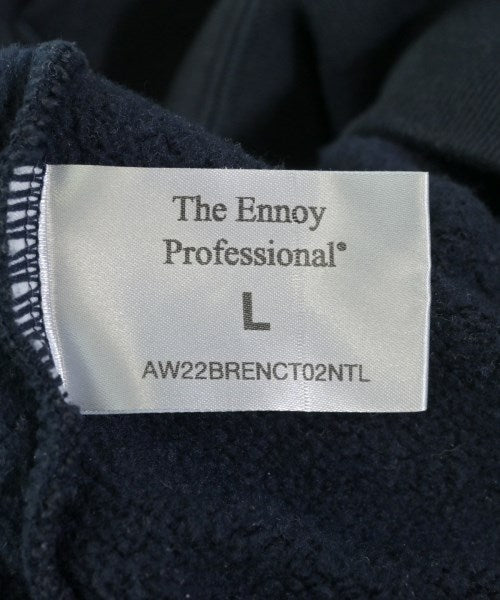 The Ennoy
Professional®
L
AW22BRENCT02NTL